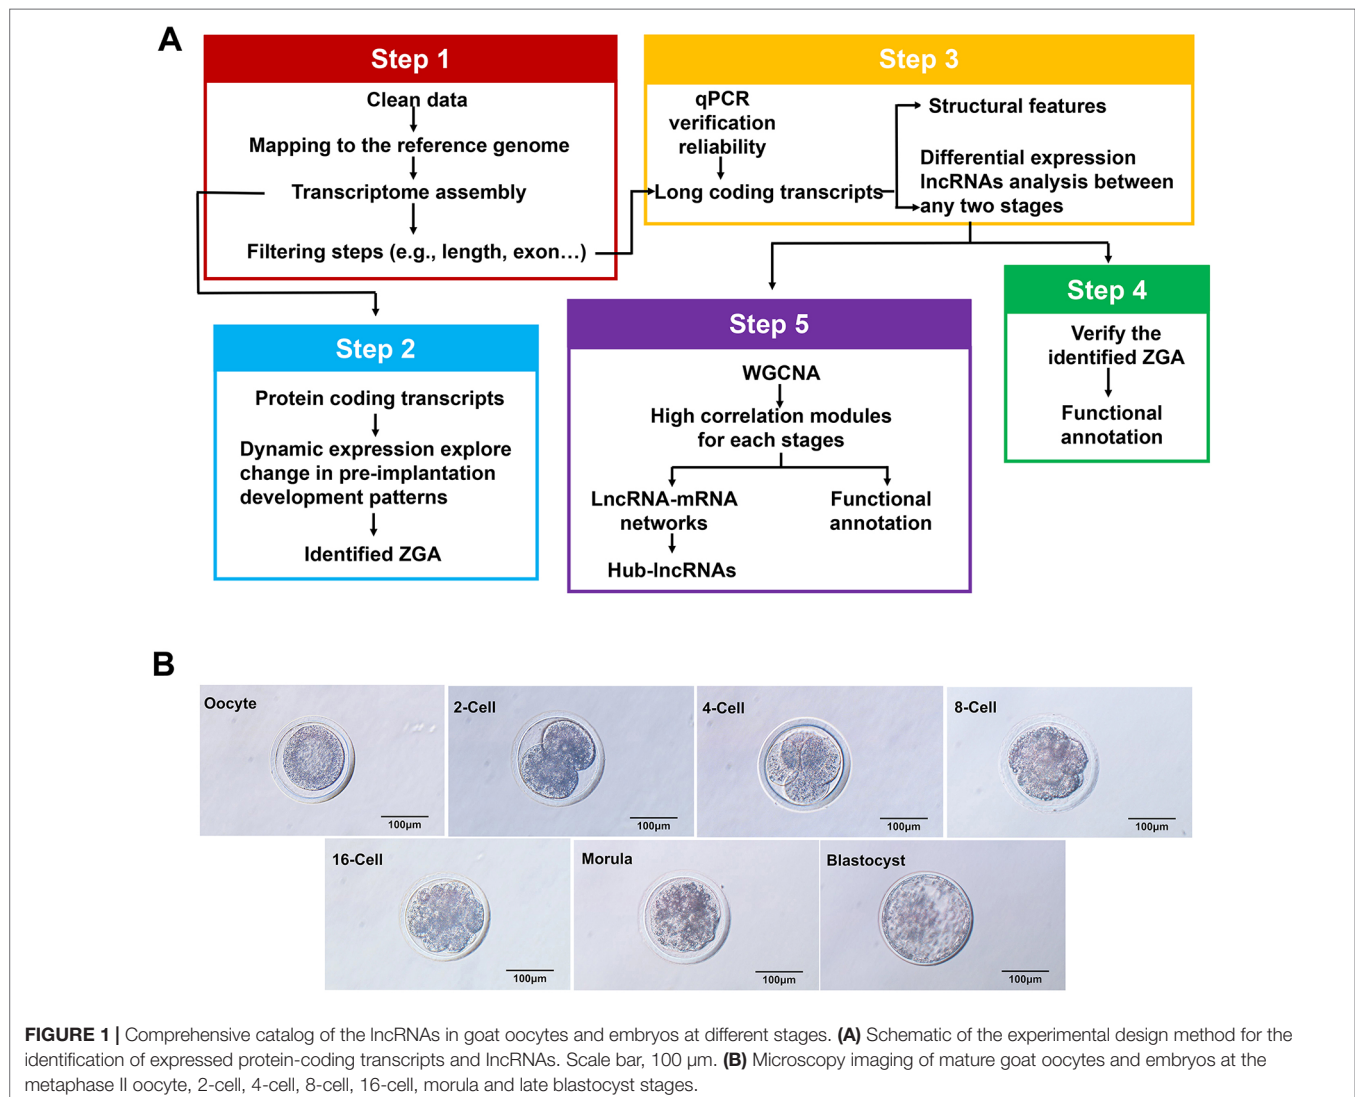 A
Step 1
Clean data
Mapping to the reference genome
Transcriptome assembly
Filtering steps (e.g., length, exon...)
Step 2
Protein coding transcripts
Dynamic expression explore
change in pre-implantation
development patterns
Identified ZGA
Step 3
qPCR
verification
reliability
Long coding transcripts
Structural features
Differential expression
lncRNAs analysis between
any two stages
Step 4
Verify the
identified ZGA
Functional
annotation
Step 5
WGCNA
High correlation modules
for each stages
LncRNA-mRNA
networks
Hub-lncRNAs
Functional
annotation
B
Oocyte
100μm
2-Cell
100μm
4-Cell
100μm
8-Cell
100μm
16-Cell
100μm
Morula
100μm
Blastocyst
100μm
FIGURE 1 | Comprehensive catalog of the lncRNAs in goat oocytes and embryos at different stages. (A) Schematic of the experimental design method for the
identification of expressed protein-coding transcripts and lncRNAs. Scale bar, 100 μm. (B) Microscopy imaging of mature goat oocytes and embryos at the
metaphase II oocyte, 2-cell, 4-cell, 8-cell, 16-cell, morula and late blastocyst stages.